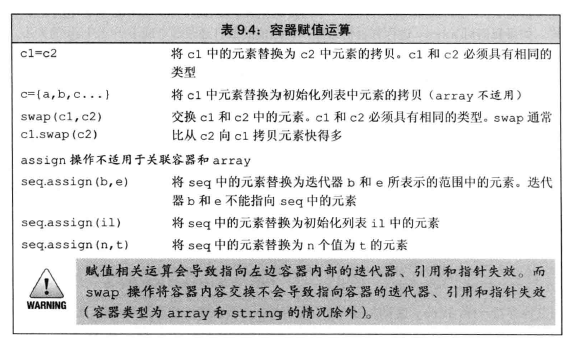 表 9.4：容器赋值运算
c1=c2 将 c1 中的元素替换为 c2 中元素的拷贝。c1 和 c2 必须具有相同的
类型
c={a,b,c...} 将 c1 中元素替换为初始化列表中元素的拷贝（array 不适用）
swap(c1,c2) 交换 c1 和 c2 中的元素。c1 和 c2 必须具有相同的类型。swap 通常
c1.swap(c2) 比从 c2 向 c1 拷贝元素快得多
assign 操作不适用于关联容器和 array
seq.assign(b,e) 将 seq 中的元素替换为迭代器 b 和 e 所表示的范围中的元素。迭代
器 b 和 e 不能指向 seq 中的元素
seq.assign(il) 将 seq 中的元素替换为初始化列表 il 中的元素
seq.assign(n,t) 将 seq 中的元素替换为 n 个值为 t 的元素
赋值相关运算会导致指向左边容器内部的迭代器、引用和指针失效。而
swap 操作将容器内容交换不会导致指向容器的迭代器、引用和指针失效
（容器类型为 array 和 string 的情况除外）。
WARNING